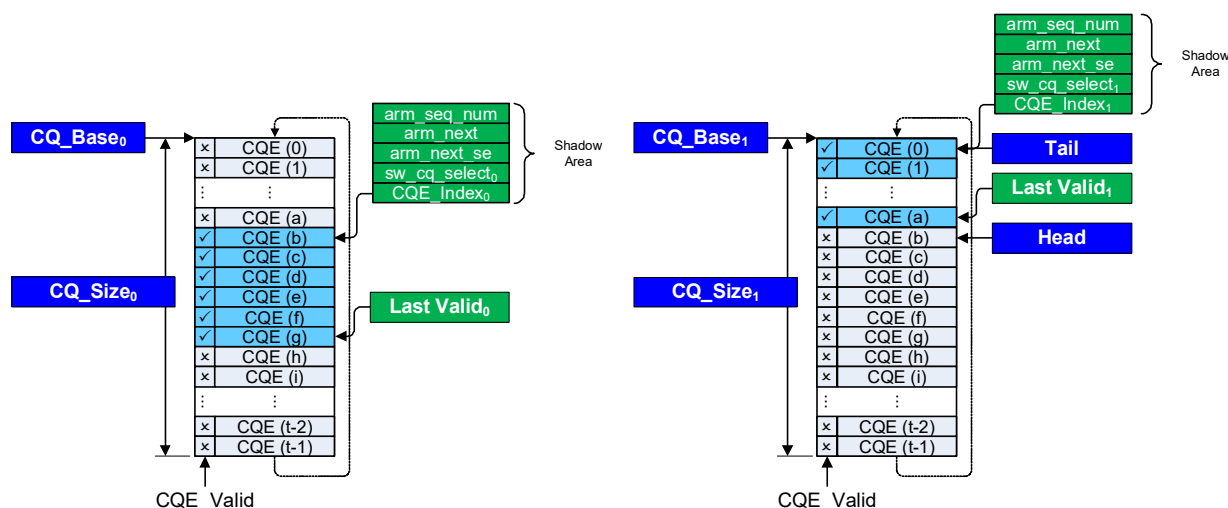 arm_seq_num
arm_next
arm_next_se
sw_cq_select0
CQE_Index0
Shadow
Area
CQ_Base0
CQ_Size0
x CQE (0)
x CQE (1)
⋮ ⋮
x CQE (a)
✓ CQE (b)
✓ CQE (c)
✓ CQE (d)
✓ CQE (e)
✓ CQE (f)
✓ CQE (g)
x CQE (h)
x CQE (i)
⋮ ⋮
x CQE (t-2)
x CQE (t-1)
Last Valid0
CQE Valid
arm_seq_num
arm_next
arm_next_se
sw_cq_select1
CQE_Index1
Shadow
Area
CQ_Base1
CQ_Size1
✓ CQE (0)
✓ CQE (1)
⋮ ⋮
✓ CQE (a)
x CQE (b)
x CQE (c)
x CQE (d)
x CQE (e)
x CQE (f)
x CQE (g)
x CQE (h)
x CQE (i)
⋮ ⋮
x CQE (t-2)
x CQE (t-1)
Tail
Last Valid1
Head
CQE Valid